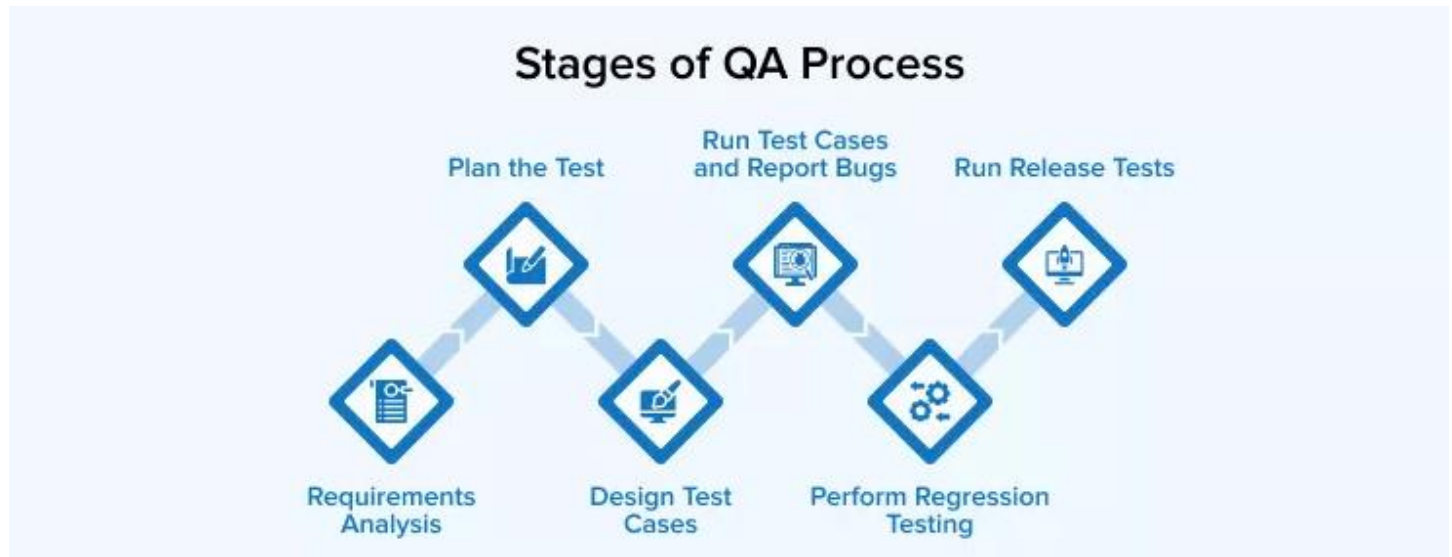 Stages of QA Process
Plan the Test
Run Test Cases
and Report Bugs
Run Release Tests
Requirements
Analysis
Design Test
Cases
Perform Regression
Testing